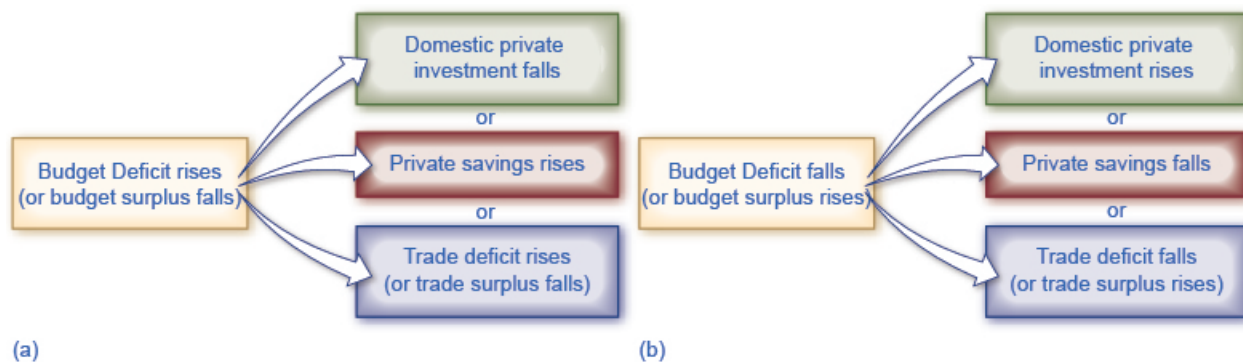 Domestic private
investment falls
or
Budget Deficit rises
(or budget surplus falls)
Private savings rises
or
Trade deficit rises
(or trade surplus falls)
(a)
Domestic private
investment rises
or
Budget Deficit falls
(or budget surplus rises)
Private savings falls
or
Trade deficit falls
(or trade surplus rises)
(b)